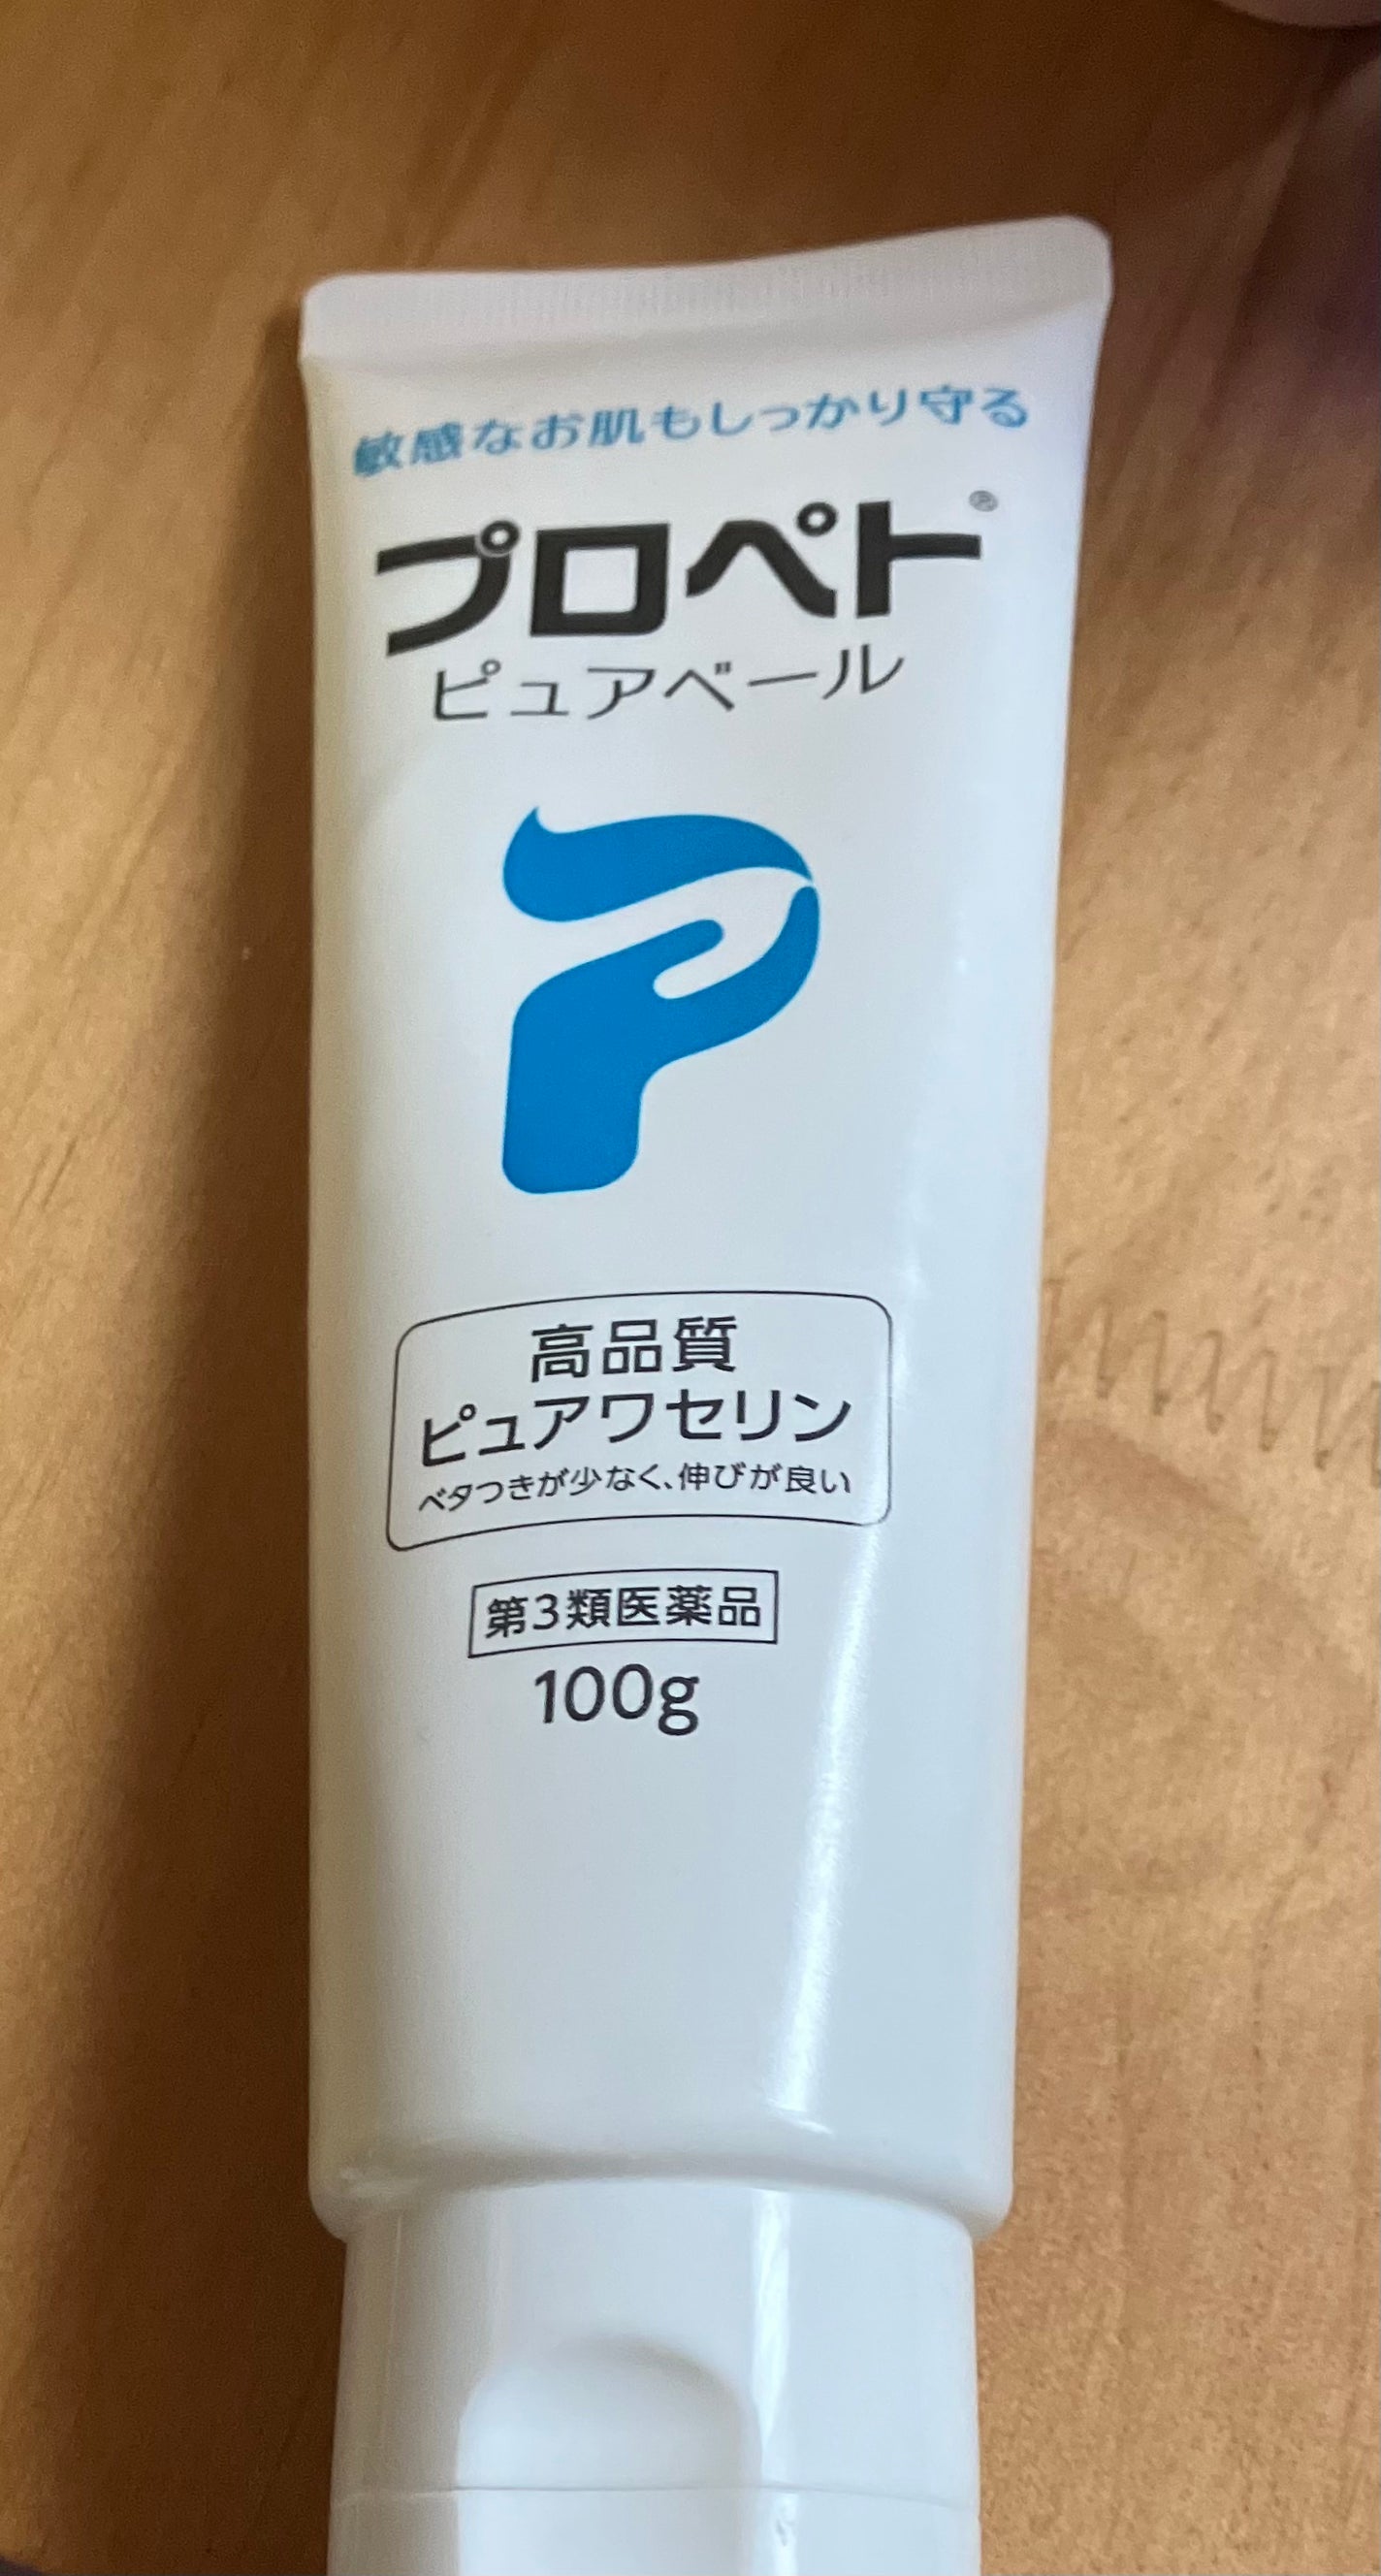 敏感なお肌もしっかり守る
プロペト®
ピュアベール
高品質
ピュアワセリン
ベタつきが少なく、伸びが良い
第3類医薬品
100g